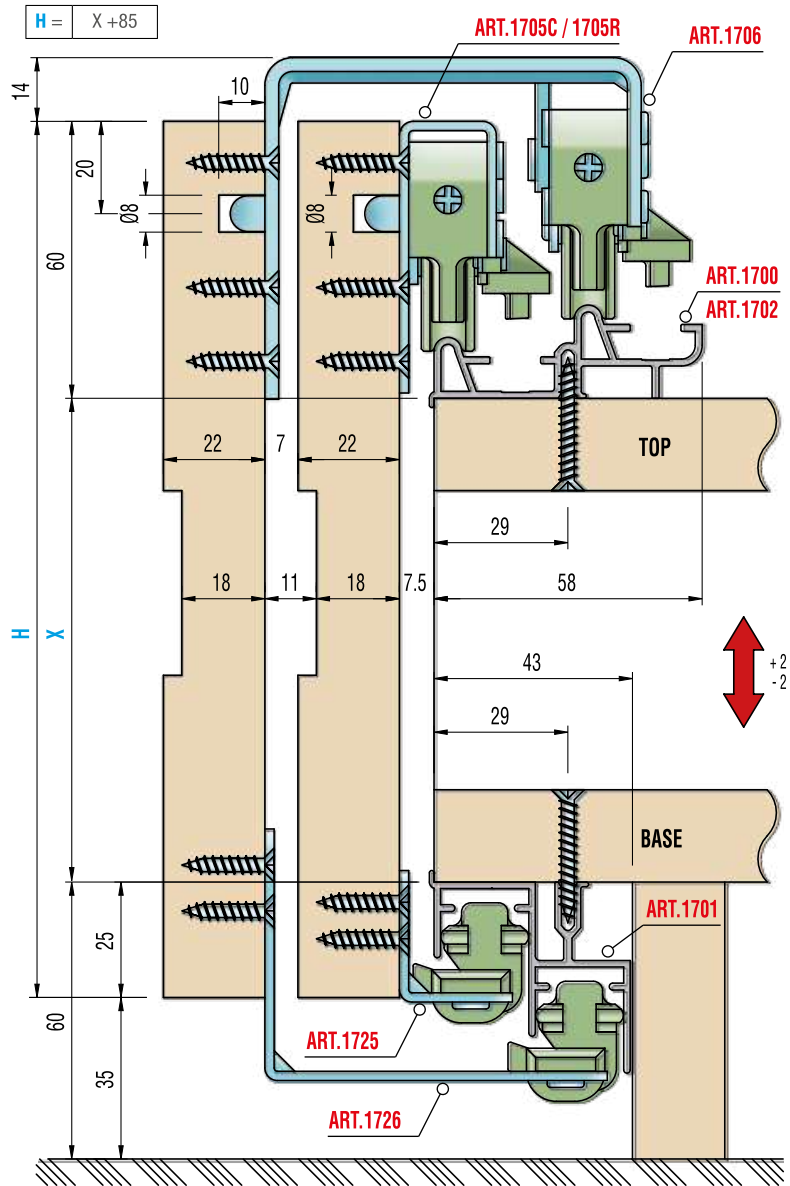 H = X +85
ART.1705C / 1705R
ART.1706
14
10
20
Ø8
Ø8
60
ART.1700
ART.1702
22
7
22
TOP
29
18
11
18
7.5
58
H
X
43
+ 2
- 2
29
BASE
ART.1701
25
60
ART.1725
35
ART.1726